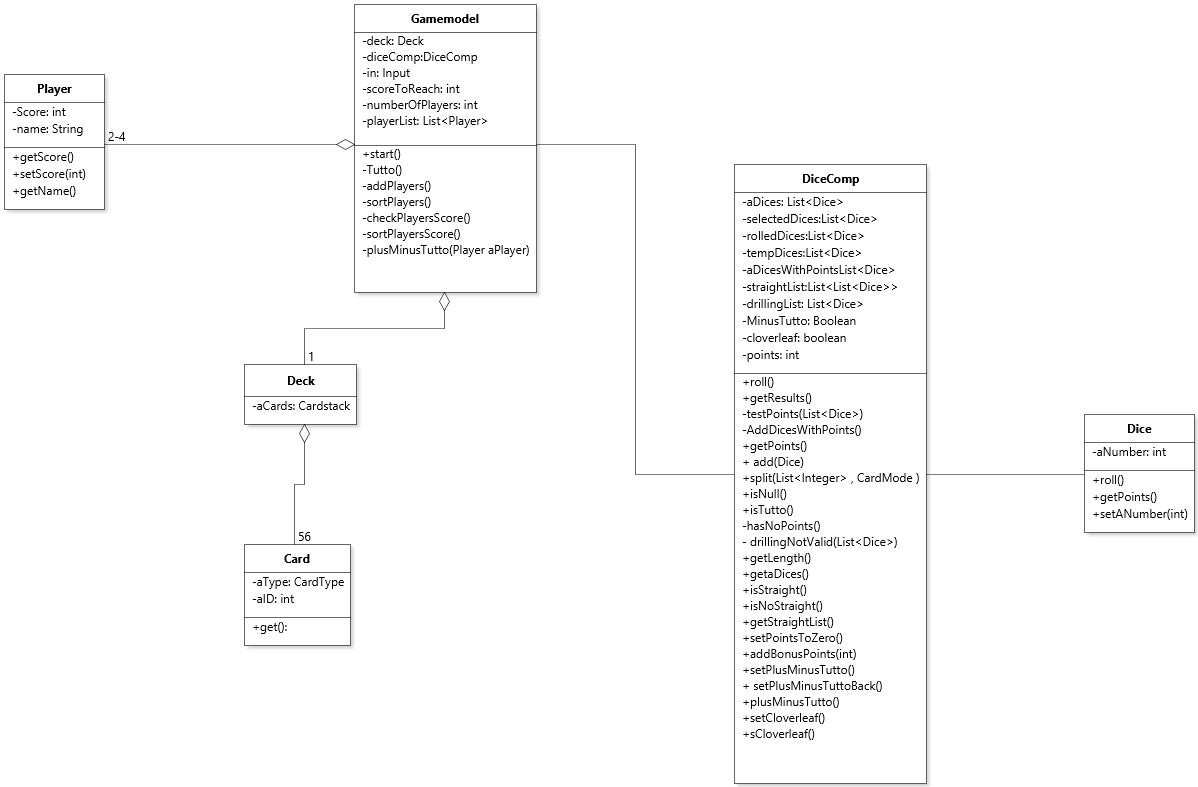 Gamemodel
-deck: Deck
-diceComp:DiceComp
-in: Input
-scoreToReach: int
-numberOfPlayers: int
-playerList: List<Player>
+start()
-Tutto()
-addPlayers()
-sortPlayers()
-checkPlayersScore()
-sortPlayersScore()
-plusMinusTutto(Player aPlayer)
Player
-Score: int
-name: String
+getScore()
+setScore(int)
+getName()
2-4
DiceComp
-aDices: List<Dice>
-selectedDices:List<Dice>
-rolledDices:List<Dice>
-tempDices:List<Dice>
-aDicesWithPointsList<Dice>
-straightList:List<List<Dice>>
-drillingList: List<Dice>
-MinusTutto: Boolean
-cloverleaf: boolean
-points: int
+roll()
+getResults()
-testPoints(List<Dice>)
-AddDicesWithPoints()
+getPoints()
+ add(Dice)
+split(List<Integer> , CardMode )
+isNull()
+isTutto()
-hasNoPoints()
- drillingNotValid(List<Dice>)
+getLength()
+getaDices()
+isStraight()
+isNoStraight()
+getStraightList()
+setPointsToZero()
+addBonusPoints(int)
+setPlusMinusTutto()
+ setPlusMinusTuttoBack()
+plusMinusTutto()
+setCloverleaf()
+sCloverleaf()
1
Deck
-aCards: Cardstack
Dice
-aNumber: int
+roll()
+getPoints()
+setANumber(int)
56
Card
-aType: CardType
-aID: int
+get():